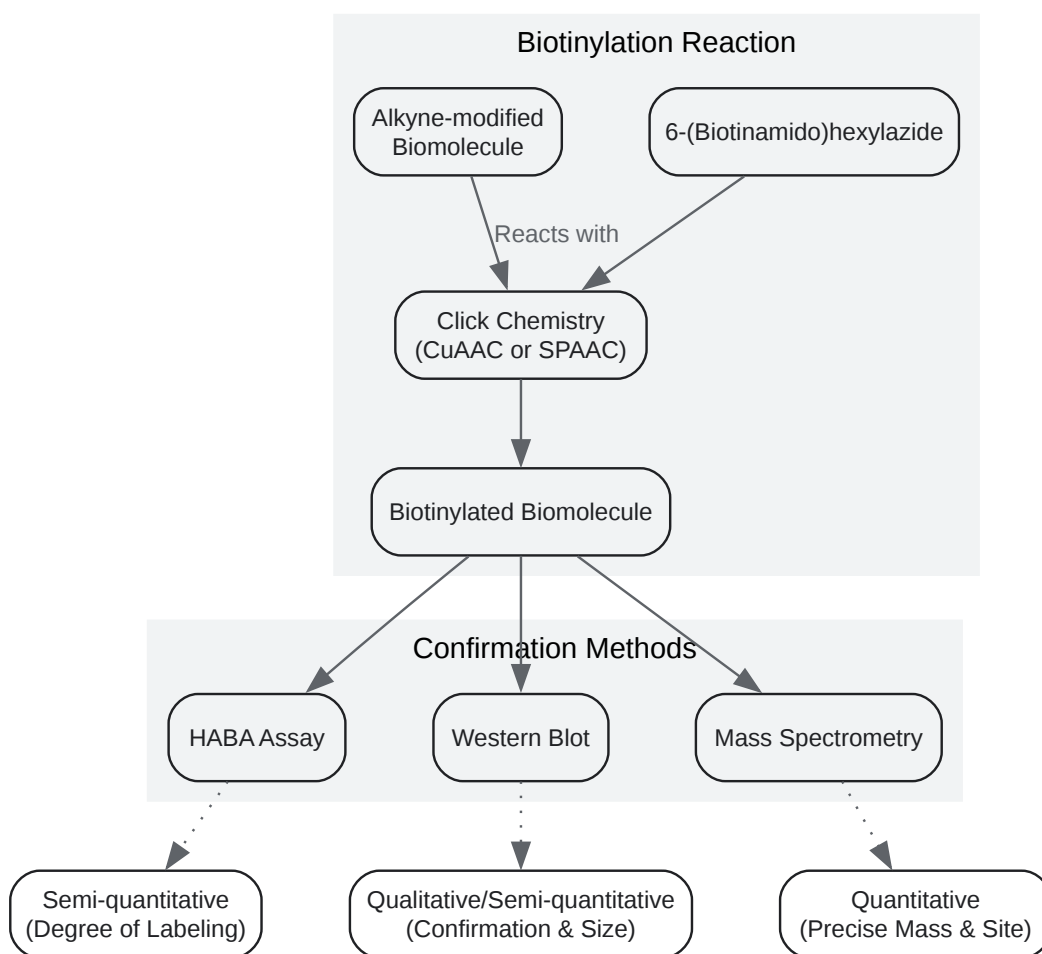 Biotinylation Reaction
Alkyne-modified
Biomolecule
6-(Biotinamido)hexylazide
Reacts with
Click Chemistry
(CuAAC or SPAAC)
Biotinylated Biomolecule
Confirmation Methods
HABA Assay
Western Blot
Mass Spectrometry
Semi-quantitative
(Degree of Labeling)
Qualitative/Semi-quantitative
(Confirmation & Size)
Quantitative
(Precise Mass & Site)